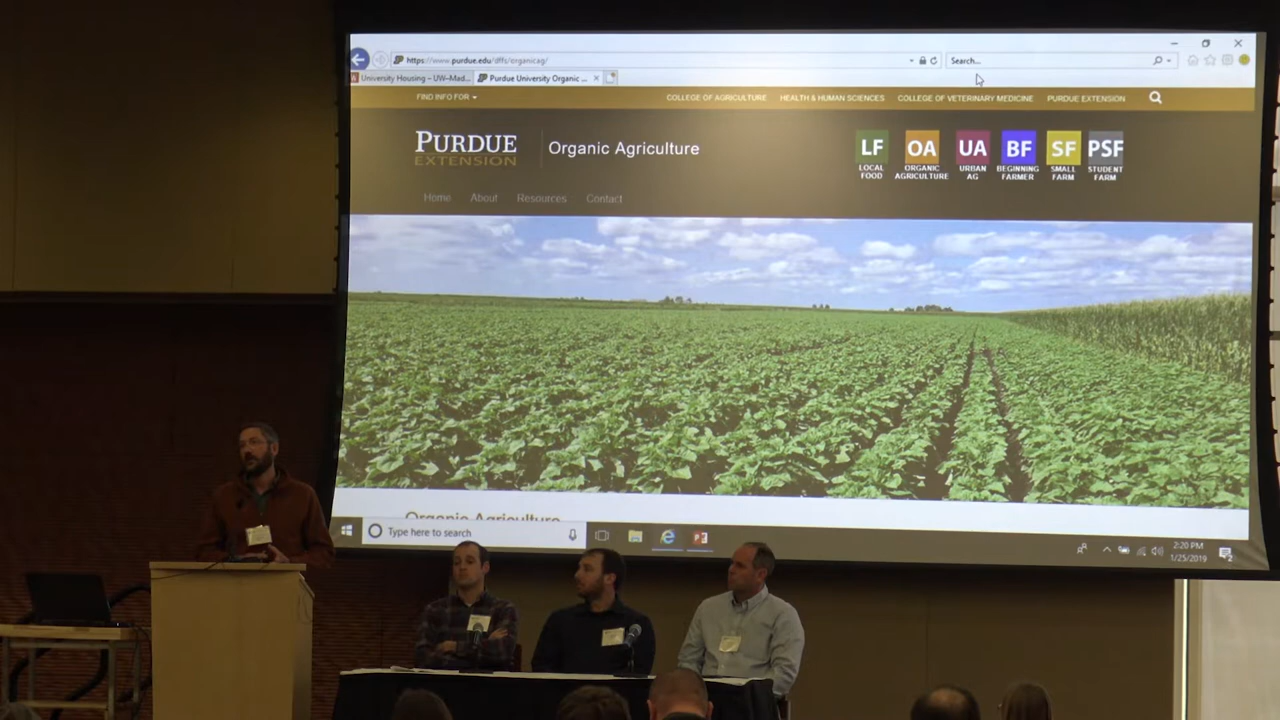 https://www.purdue.edu/dffs/organicag/
Search...
University Housing – UW–Mad...
Purdue University Organic ...
FIND INFO FOR
COLLEGE OF AGRICULTURE
HEALTH & HUMAN SCIENCES
COLLEGE OF VETERINARY MEDICINE
PURDUE EXTENSION
PURDUE
EXTENSION
Organic Agriculture
LF
LOCAL
FOOD
OA
ORGANIC
AGRICULTURE
UA
URBAN
AG
BF
BEGINNING
FARMER
SF
SMALL
FARM
PSF
STUDENT
FARM
Home
About
Resources
Contact
Organic Agriculture
Type here to search
2:20 PM
1/25/2019